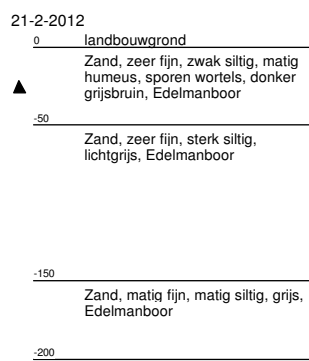 21-2-2012
0 landbouwgrond
Zand, zeer fijn, zwak siltig, matig
humeus, sporen wortels, donker
grijsbruin, Edelmanboor
-50
Zand, zeer fijn, sterk siltig,
lichtgrijs, Edelmanboor
-150
Zand, matig fijn, matig siltig, grijs,
Edelmanboor
-200